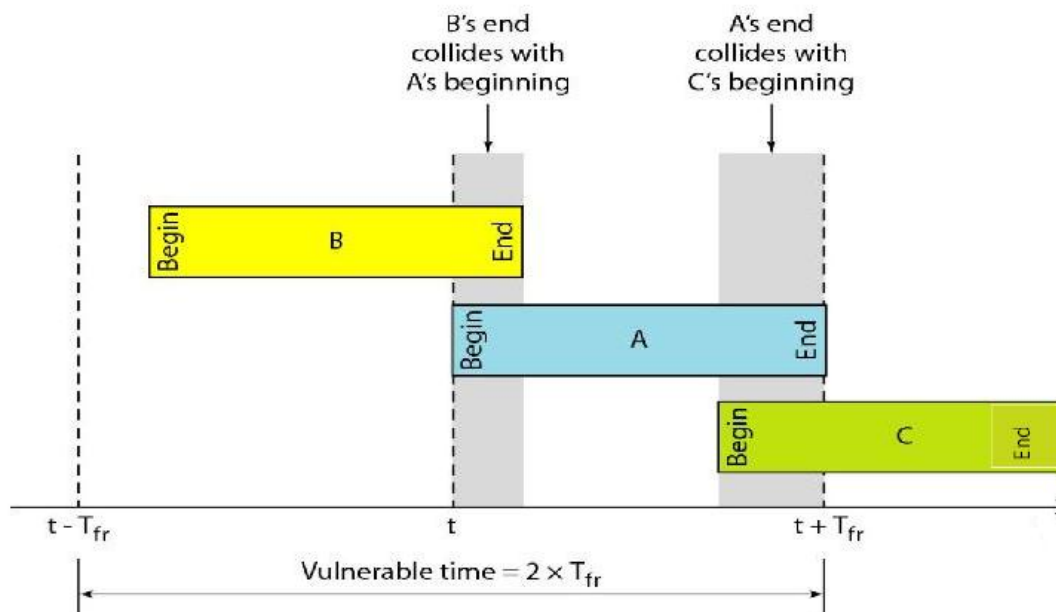 B's end
collides with
A's beginning
A's end
collides with
C's beginning
Begin
B
End
Begin
A
End
Begin
C
End
t - Tfr
t
t + Tfr
Vulnerable time = 2 × Tfr